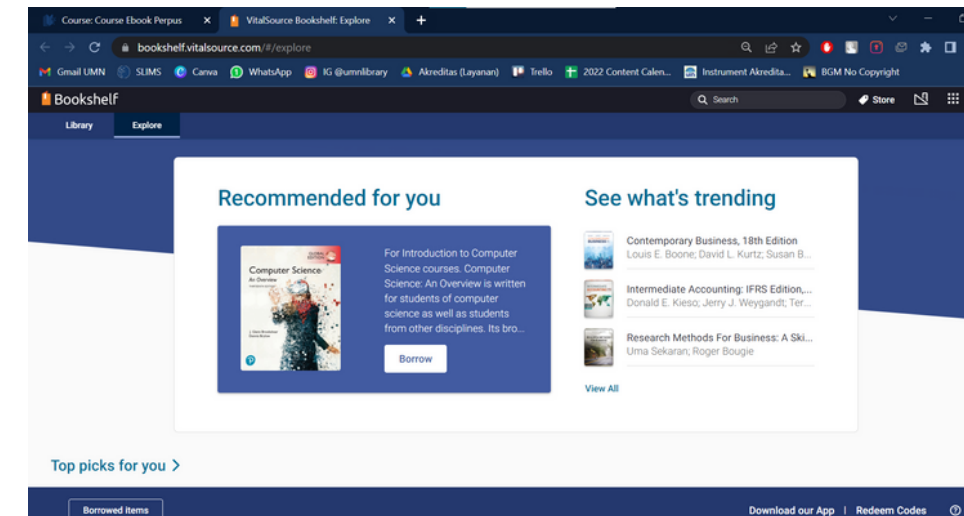 Course: Course Ebook Perpus
VitalSource Bookshelf: Explore
bookshelf.vitalsource.com/#/explore
Gmail UMN
SLIMS
Canva
WhatsApp
IG @umnlibrary
Akreditas (Layanan)
Trello
2022 Content Calen...
Instrument Akredita...
BGM No Copyright
Bookshelf
Search
Store
Library
Explore
Recommended for you
Computer Science
An Overview
For Introduction to Computer
Science courses. Computer
Science: An Overview is written
for students of computer
science as well as students
from other disciplines. Its bro...
Borrow
See what's trending
Contemporary Business, 18th Edition
Louis E. Boone; David L. Kurtz; Susan B...
Intermediate Accounting: IFRS Edition,...
Donald E. Kieso; Jerry J. Weygandt; Ter...
Research Methods For Business: A Ski...
Uma Sekaran; Roger Bougie
View All
Top picks for you
Borrowed Items
Download our App | Redeem Codes